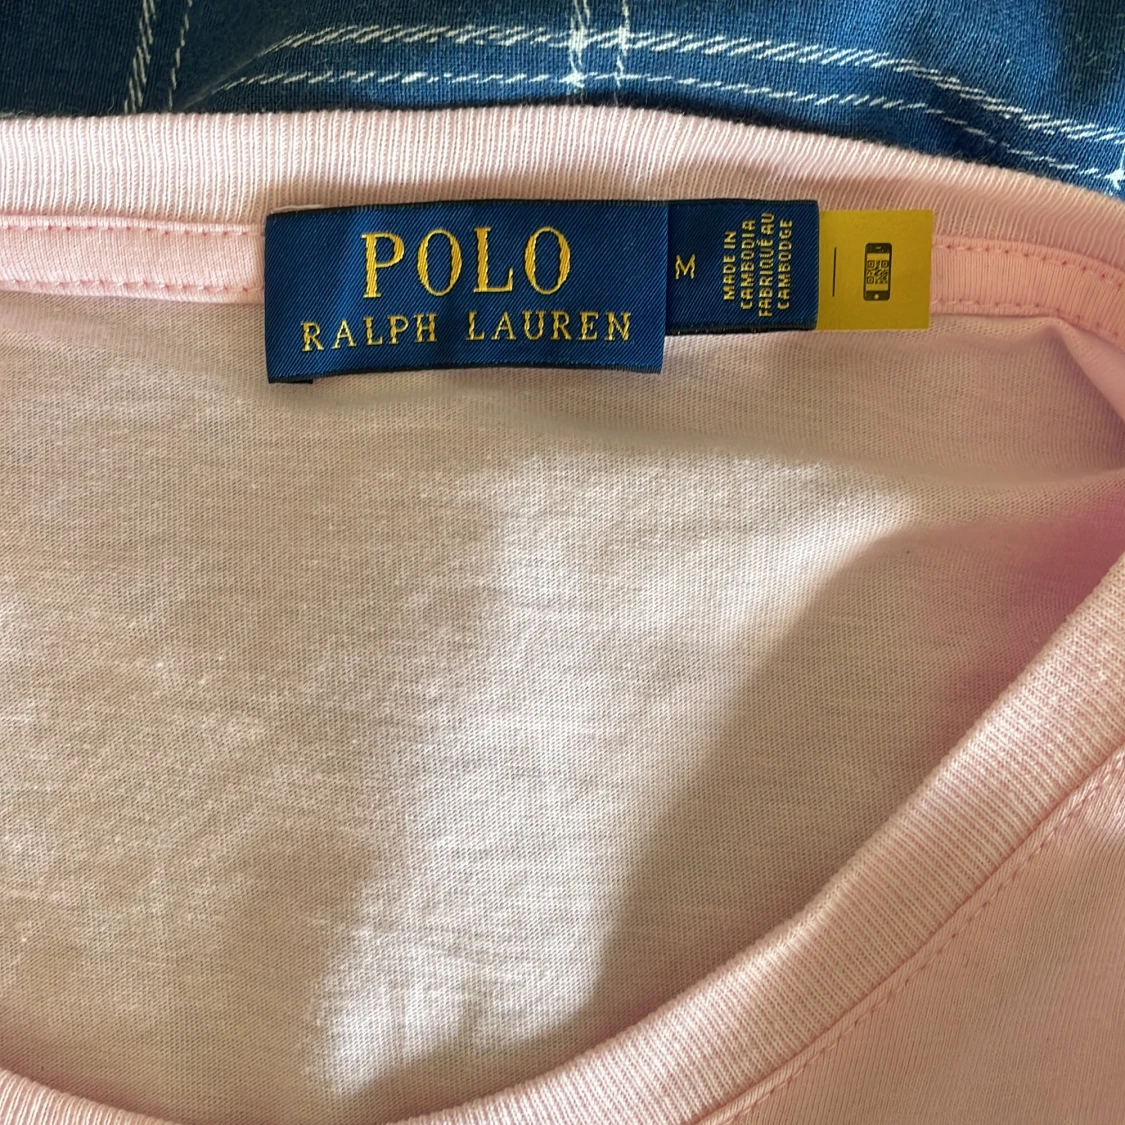 POLO
RALPH LAUREN
M
MADE IN
CAMBODIA
FABRIQUÉ AU
CAMBODGE